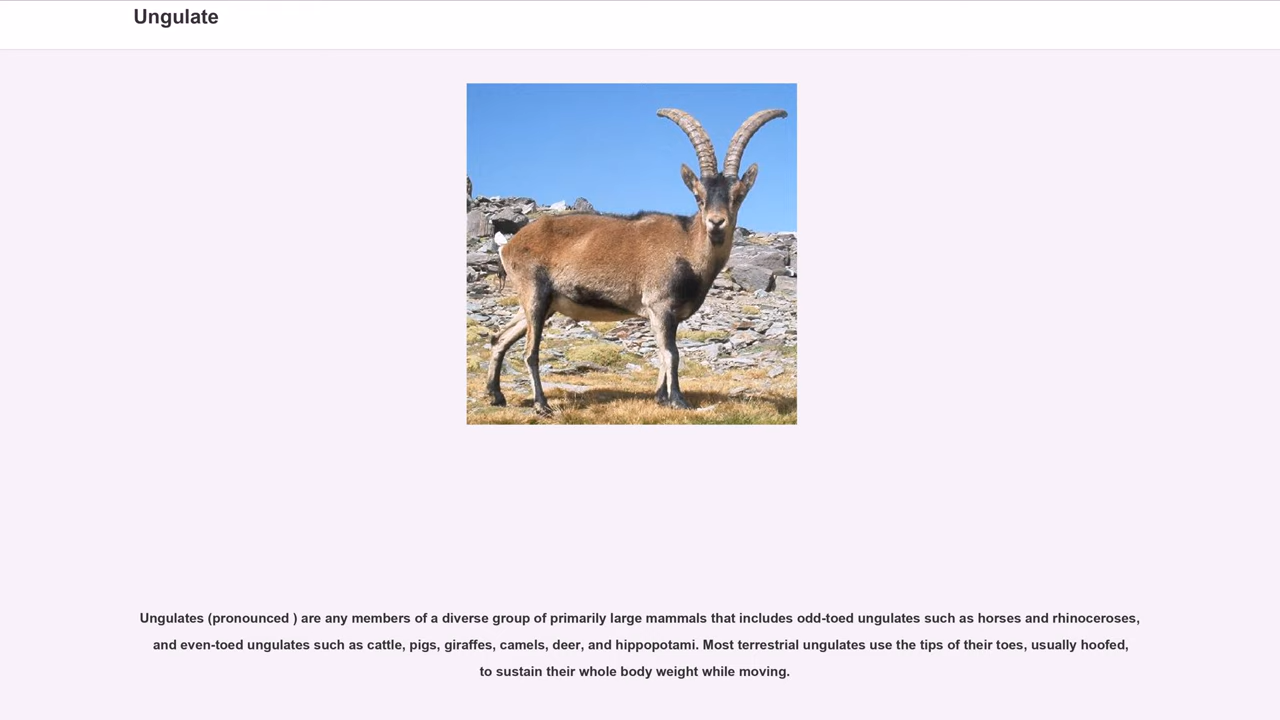 Ungulate
Ungulates (pronounced ) are any members of a diverse group of primarily large mammals that includes odd-toed ungulates such as horses and rhinoceroses,
and even-toed ungulates such as cattle, pigs, giraffes, camels, deer, and hippopotami. Most terrestrial ungulates use the tips of their toes, usually hoofed,
to sustain their whole body weight while moving.